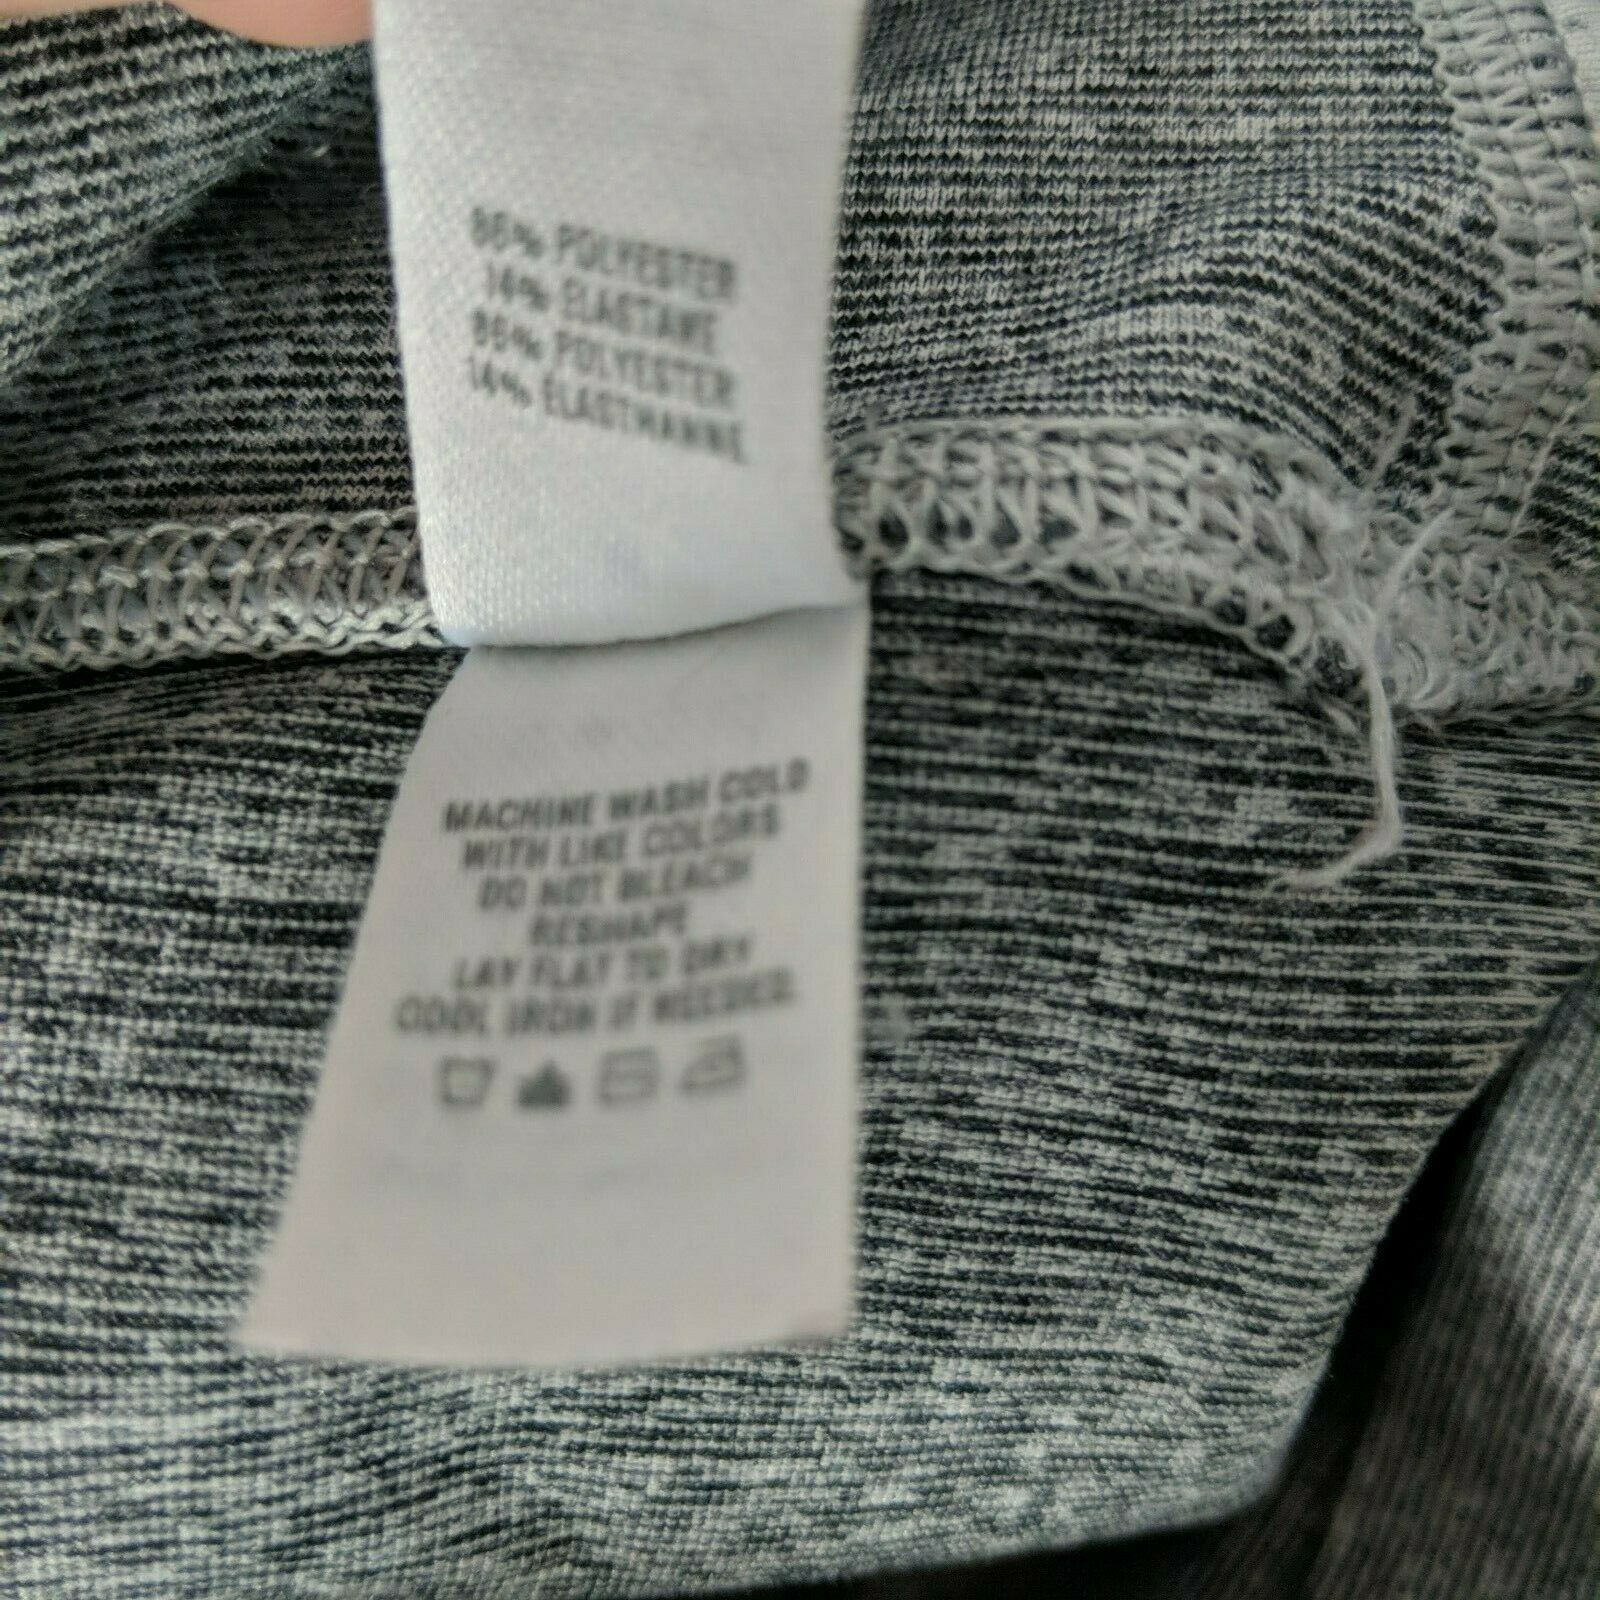 86% POLYESTER
14% ELASTANE
86% POLYESTER
14% ELASTHANNE
MACHINE WASH COLD
WITH LIKE COLORS
DO NOT BLEACH
RESHAPE
LAY FLAT TO DRY
COOL IRON IF NEEDED